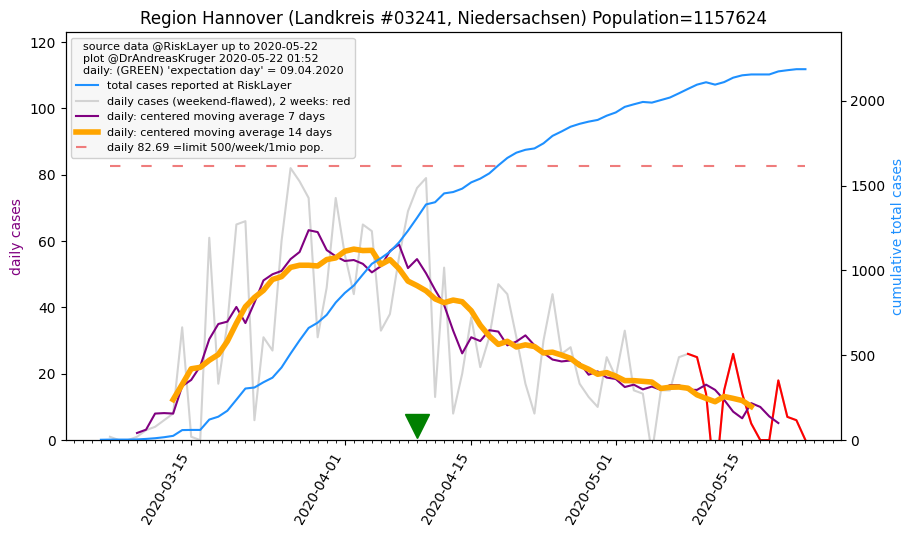 Region Hannover (Landkreis #03241, Niedersachsen) Population=1157624
source data @RiskLayer up to 2020-05-22
plot @DrAndreasKruger 2020-05-22 01:52
daily: (GREEN) 'expectation day' = 09.04.2020
total cases reported at RiskLayer
daily cases (weekend-flawed), 2 weeks: red
daily: centered moving average 7 days
daily: centered moving average 14 days
daily 82.69 =limit 500/week/1mio pop.
120
100
80
60
40
20
0
daily cases
2000
1500
1000
500
0
cumulative total cases
2020-03-15
2020-04-01
2020-04-15
2020-05-01
2020-05-15